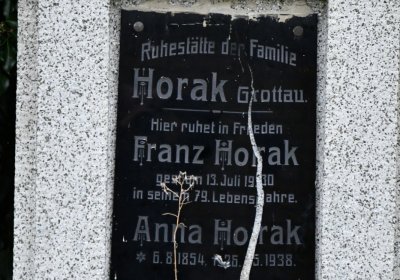 Ruhestätte der Familie
Horak Grottau.
Hier ruhet in Frieden
Franz Horak
13. Juli
in seinem 79. Lebensjahre.
Anna Horak
* 6.8.1854, 5.1938.